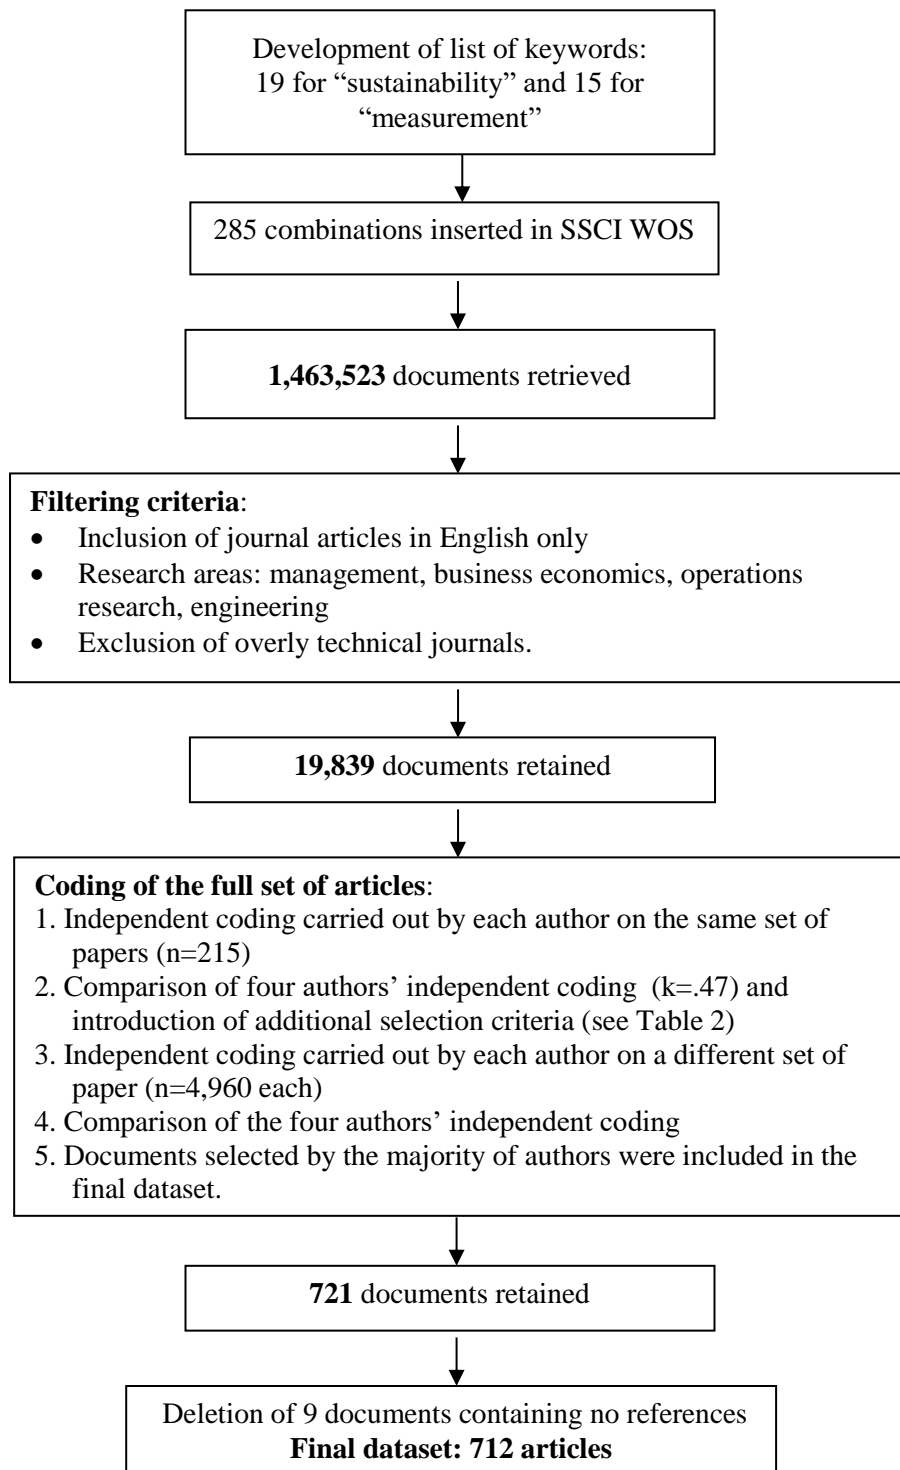 Development of list of keywords:
19 for “sustainability” and 15 for
“measurement”
285 combinations inserted in SSCI WOS
1,463,523 documents retrieved
Filtering criteria:
• Inclusion of journal articles in English only
• Research areas: management, business economics, operations
research, engineering
• Exclusion of overly technical journals.
19,839 documents retained
Coding of the full set of articles:
1. Independent coding carried out by each author on the same set of
papers (n=215)
2. Comparison of four authors’ independent coding (k=.47) and
introduction of additional selection criteria (see Table 2)
3. Independent coding carried out by each author on a different set of
paper (n=4,960 each)
4. Comparison of the four authors’ independent coding
5. Documents selected by the majority of authors were included in the
final dataset.
721 documents retained
Deletion of 9 documents containing no references
Final dataset: 712 articles